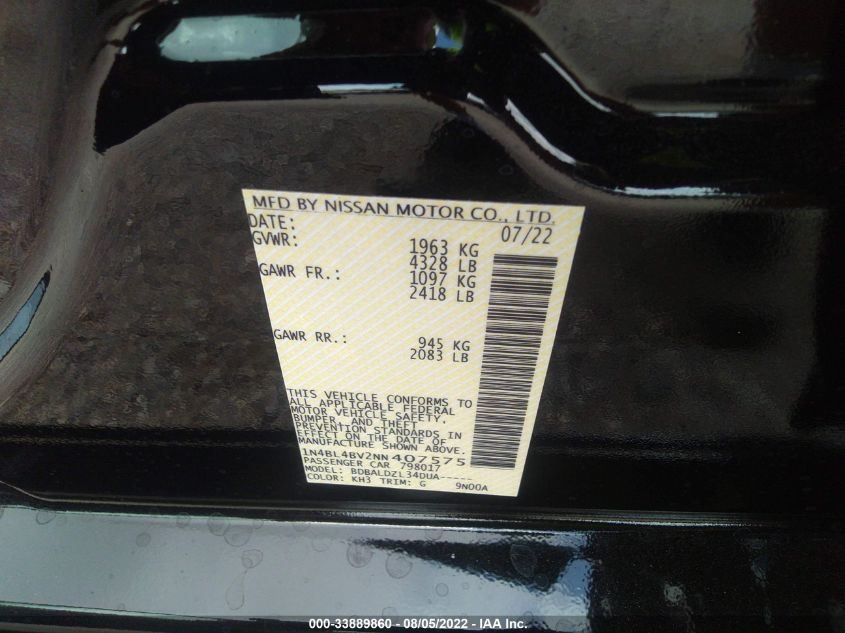 MFD BY NISSAN MOTOR CO., LTD.
DATE: 07/22
GVWR: 1963 KG
4328 LB
GAWR FR.: 1097 KG
2418 LB
GAWR RR.: 945 KG
2083 LB
THIS VEHICLE CONFORMS TO
ALL APPLICABLE FEDERAL
MOTOR VEHICLE SAFETY,
BUMPER, AND THEFT
PREVENTION STANDARDS IN
EFFECT ON THE DATE OF
MANUFACTURE SHOWN ABOVE.
1N4BL4BV2NN407575
PASSENGER CAR 798017
MODEL: BDBALDZL34DUA-----
COLOR: KH3 TRIM: G 9N00A
000-33889860 - 08/05/2022 - IAA Inc.